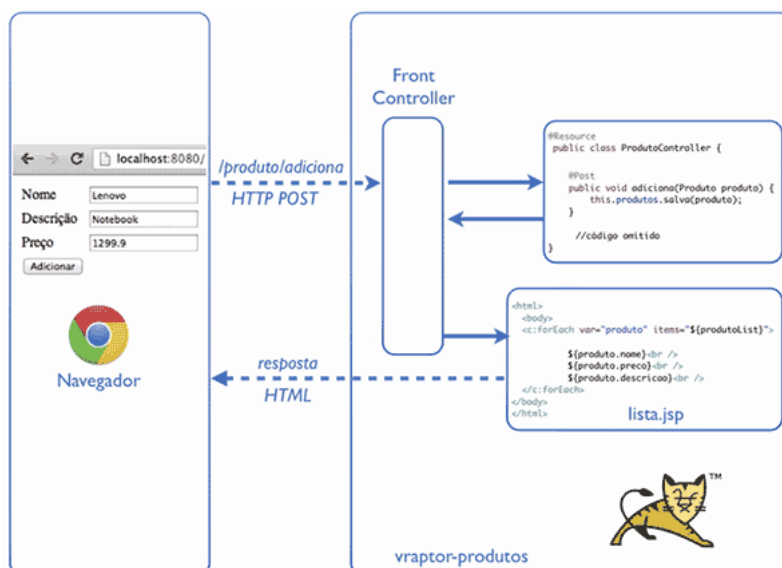 localhost:8080/
Nome
Lenovo
Descrição
Notebook
Preço
1299.9
Adicionar
Navegador
/produto/adiciona
HTTP POST
resposta
HTML
Front
Controller
@Resource
public class ProdutoController {
@Post
public void adiciona(Produto produto) {
this.produtos.salva(produto);
}
//código omitido
}
<html>
<body>
<c:forEach var="produto" items="${produtoList}">
${produto.nome}<br />
${produto.preco}<br />
${produto.descricao}<br />
</c:forEach>
</body>
</html>
lista.jsp
TM
vraptor-produtos